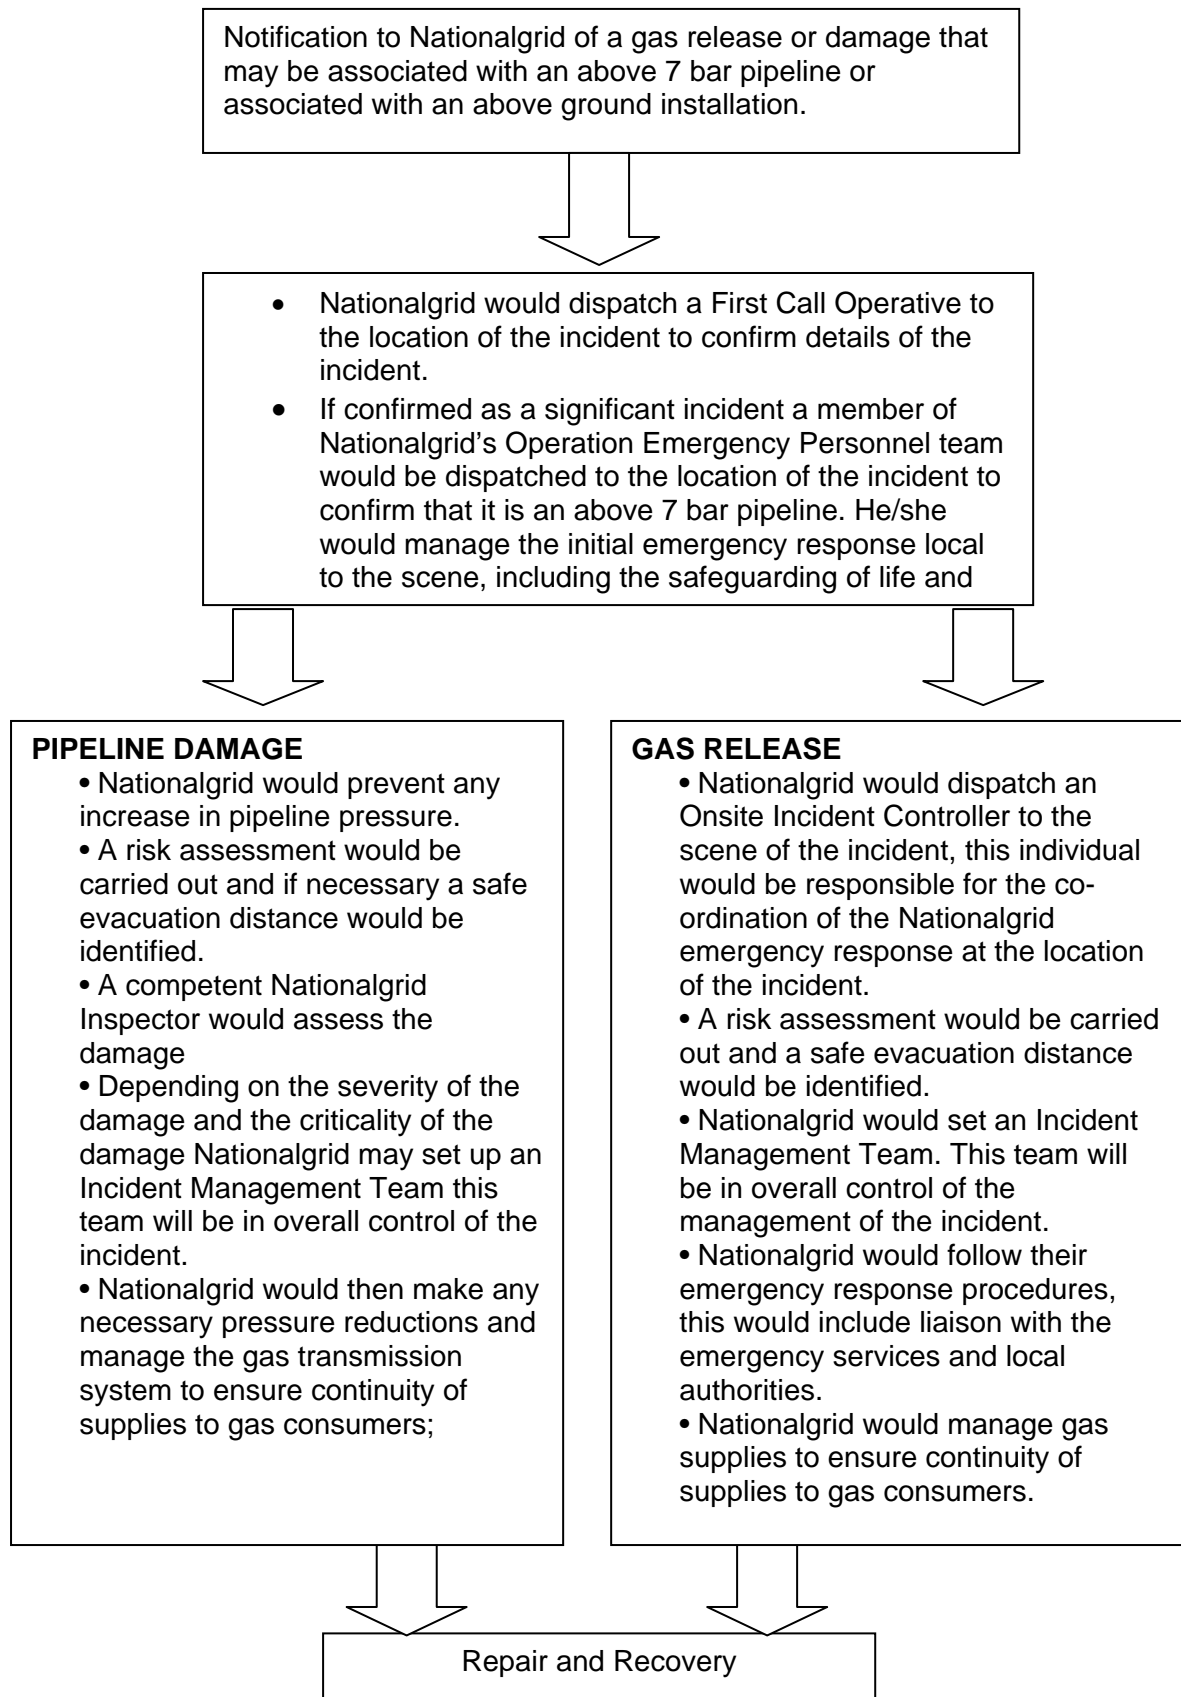 Notification to Nationalgrid of a gas release or damage that
may be associated with an above 7 bar pipeline or
associated with an above ground installation.
• Nationalgrid would dispatch a First Call Operative to
the location of the incident to confirm details of the
incident.
• If confirmed as a significant incident a member of
Nationalgrid's Operation Emergency Personnel team
would be dispatched to the location of the incident to
confirm that it is an above 7 bar pipeline. He/she
would manage the initial emergency response local
to the scene, including the safeguarding of life and
PIPELINE DAMAGE
• Nationalgrid would prevent any
increase in pipeline pressure.
• A risk assessment would be
carried out and if necessary a safe
evacuation distance would be
identified.
• A competent Nationalgrid
Inspector would assess the
damage
• Depending on the severity of the
damage and the criticality of the
damage Nationalgrid may set up an
Incident Management Team this
team will be in overall control of the
incident.
• Nationalgrid would then make any
necessary pressure reductions and
manage the gas transmission
system to ensure continuity of
supplies to gas consumers;
GAS RELEASE
• Nationalgrid would dispatch an
Onsite Incident Controller to the
scene of the incident, this individual
would be responsible for the co-
ordination of the Nationalgrid
emergency response at the location
of the incident.
• A risk assessment would be carried
out and a safe evacuation distance
would be identified.
• Nationalgrid would set an Incident
Management Team. This team will
be in overall control of the
management of the incident.
• Nationalgrid would follow their
emergency response procedures,
this would include liaison with the
emergency services and local
authorities.
• Nationalgrid would manage gas
supplies to ensure continuity of
supplies to gas consumers.
Repair and Recovery